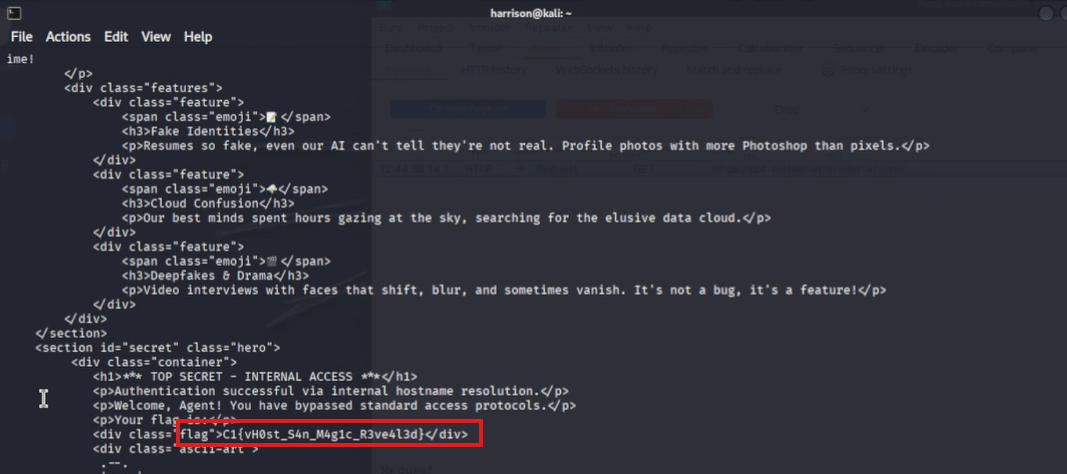 harrison@kali: ~
File Actions Edit View Help
ime!
</p>
<div class="features">
<div class="feature">
<span class="emoji">📝</span>
<h3>Fake Identities</h3>
<p>Resumes so fake, even our AI can't tell they're not real. Profile photos with more Photoshop than pixels.</p>
</div>
<div class="feature">
<span class="emoji">🌩️</span>
<h3>Cloud Confusion</h3>
<p>Our best minds spent hours gazing at the sky, searching for the elusive data cloud.</p>
</div>
<div class="feature">
<span class="emoji">🎬</span>
<h3>Deepfakes & Drama</h3>
<p>Video interviews with faces that shift, blur, and sometimes vanish. It's not a bug, it's a feature!</p>
</div>
</div>
</section>
<section id="secret" class="hero">
<div class="container">
<h1>*** TOP SECRET - INTERNAL ACCESS ***</h1>
<p>Authentication successful via internal hostname resolution.</p>
<p>Welcome, Agent! You have bypassed standard access protocols.</p>
<p>Your flag is:</p>
<div class="flag">C1{vH0st_S4n_M4g1c_R3ve4l3d}</div>
<div class="ascii-art">
.--.